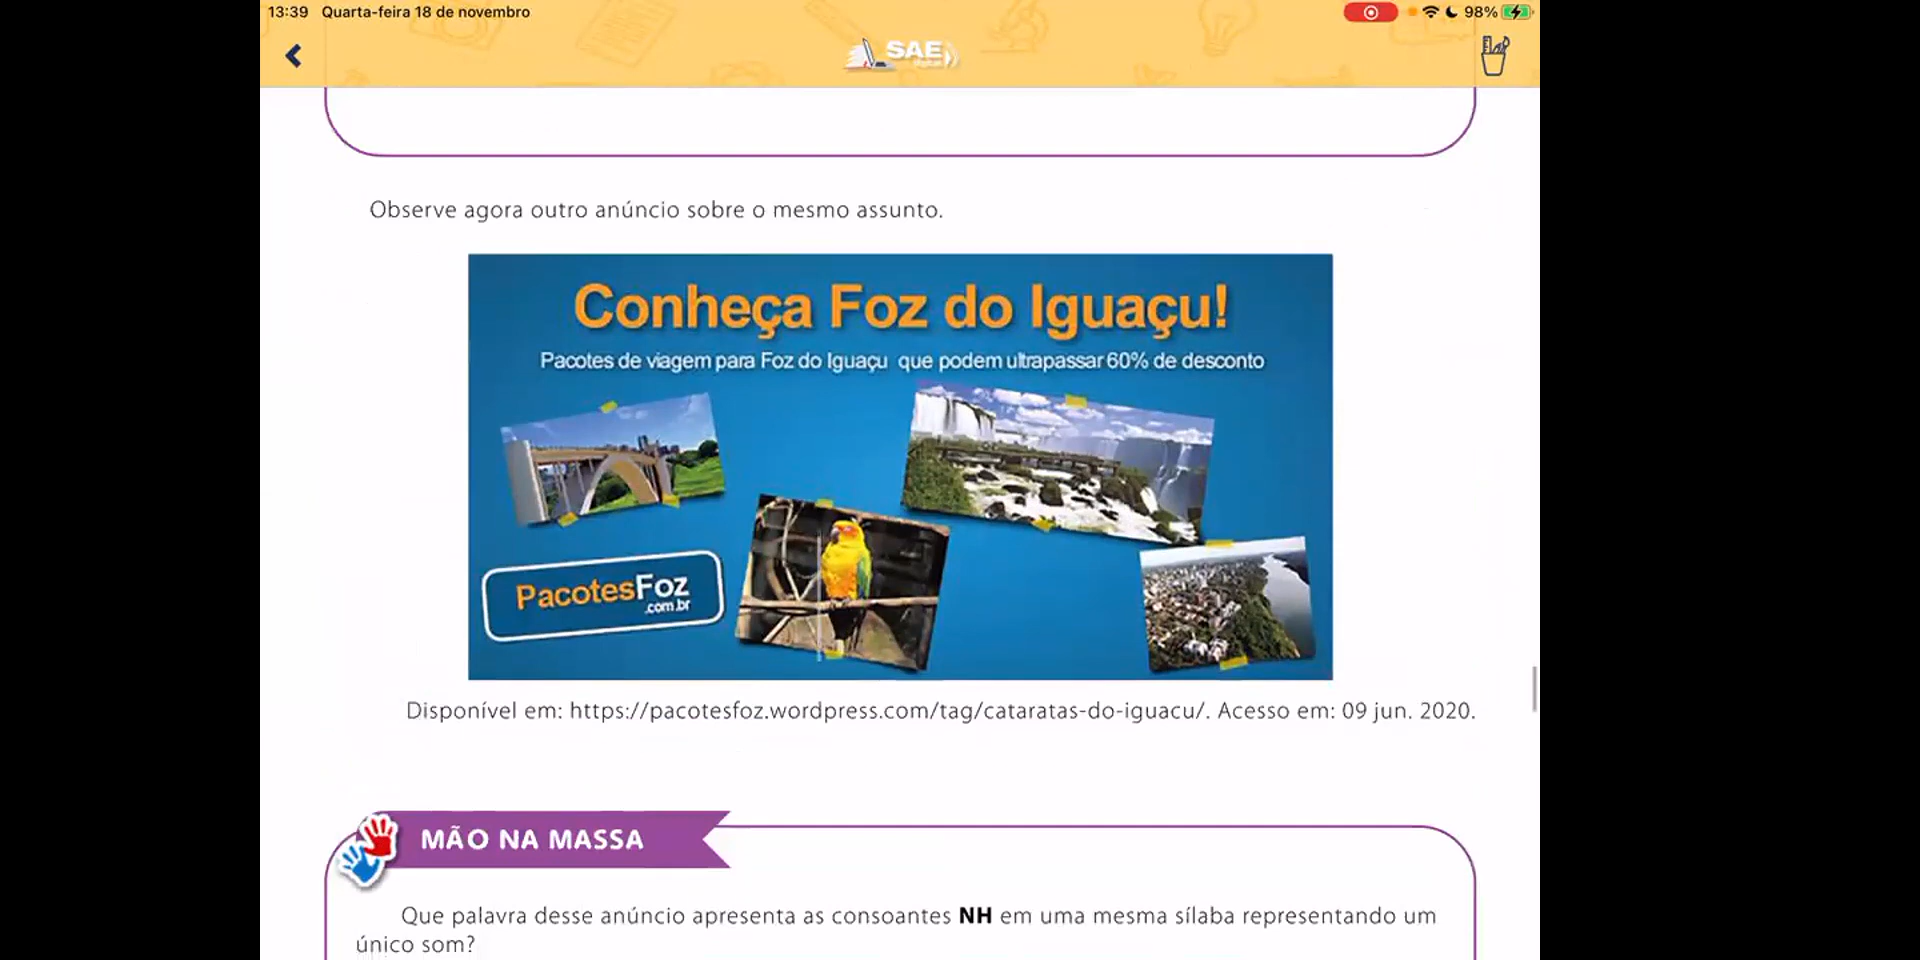 13:39 Quarta-feira 18 de novembro
98%
SAE
digital
Observe agora outro anúncio sobre o mesmo assunto.
Conheça Foz do Iguaçu!
Pacotes de viagem para Foz do Iguaçu que podem ultrapassar 60% de desconto
PacotesFoz
.com.br
Disponível em: https://pacotesfoz.wordpress.com/tag/cataratas-do-iguacu/. Acesso em: 09 jun. 2020.
MÃO NA MASSA
Que palavra desse anúncio apresenta as consoantes NH em uma mesma sílaba representando um
único som?